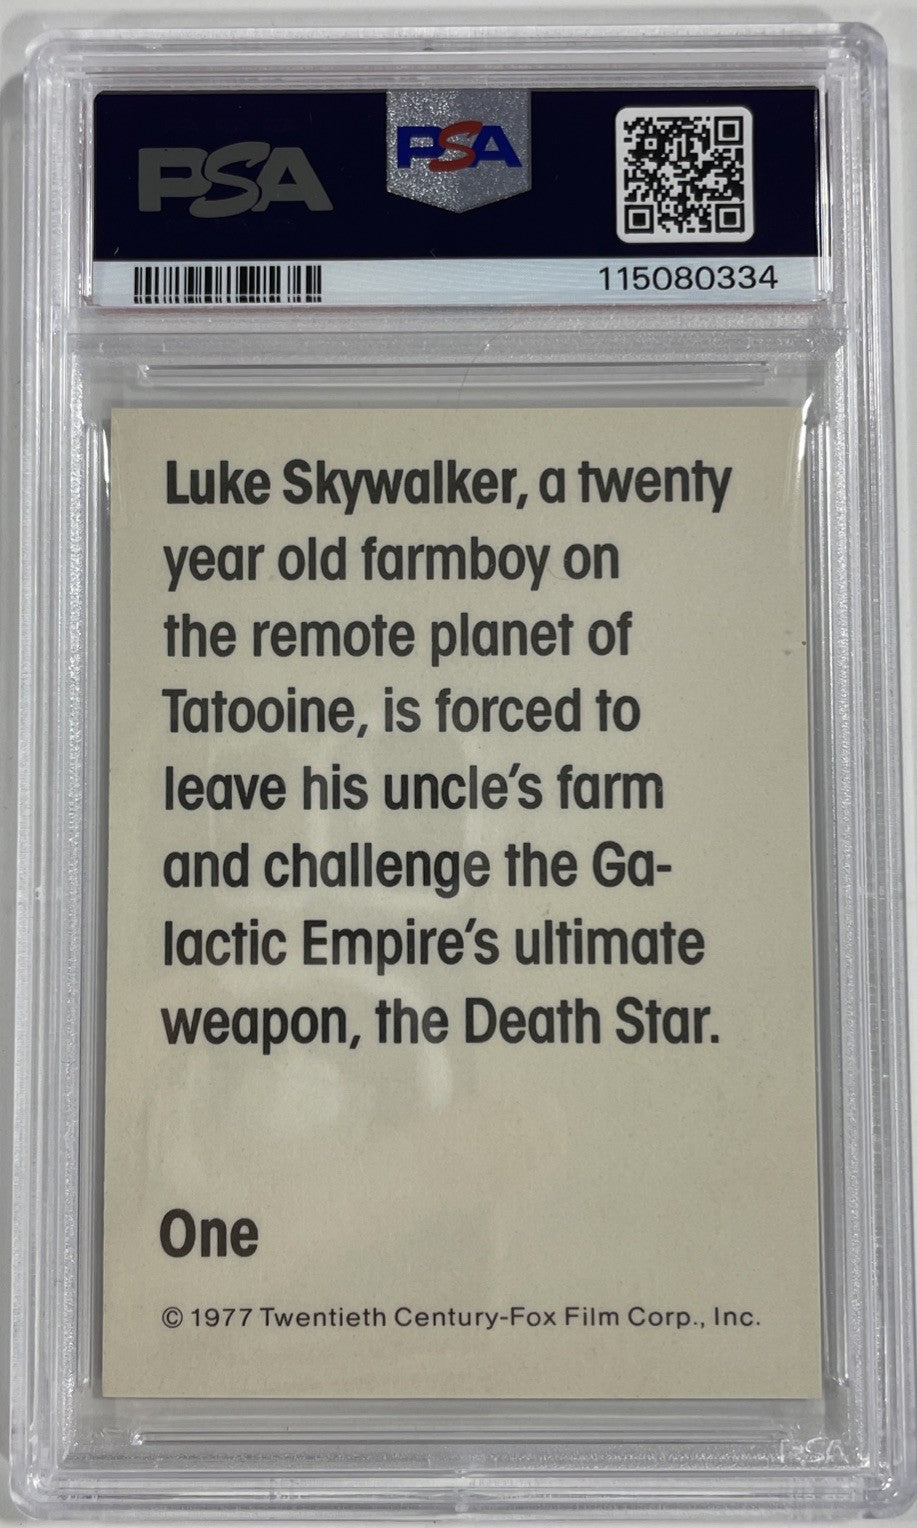 PSA
PSA
115080334
Luke Skywalker, a twenty
year old farmboy on
the remote planet of
Tatooine, is forced to
leave his uncle's farm
and challenge the Ga-
lactic Empire's ultimate
weapon, the Death Star.
One
© 1977 Twentieth Century-Fox Film Corp., Inc.
PSA